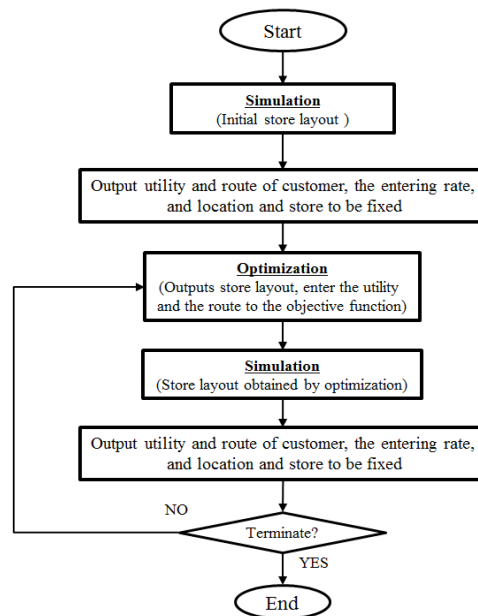 Start
Simulation
(Initial store layout )
Output utility and route of customer, the entering rate,
and location and store to be fixed
Optimization
(Outputs store layout, enter the utility
and the route to the objective function)
Simulation
(Store layout obtained by optimization)
Output utility and route of customer, the entering rate,
and location and store to be fixed
NO
Terminate?
YES
End